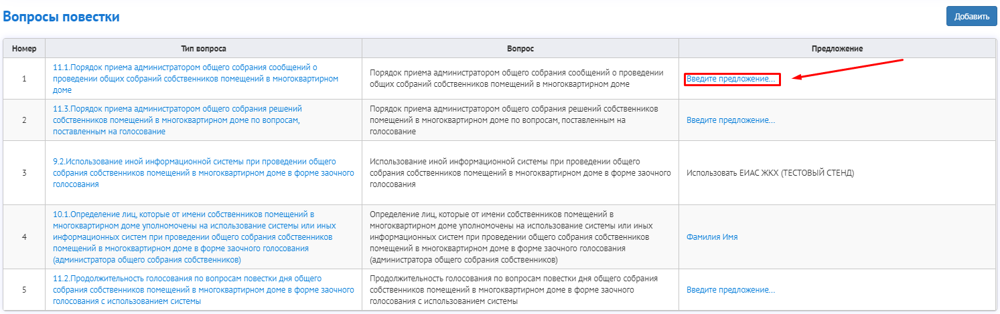 Вопросы повестки
Добавить
Номер
Тип вопроса
Вопрос
Предложение
1
11.1.Порядок приема администратором общего собрания сообщений о
проведении общих собраний собственников помещений в многоквартирном
доме
Порядок приема администратором общего собрания сообщений о проведении
общих собраний собственников помещений в многоквартирном доме
Введите предложение...
2
11.3.Порядок приема администратором общего собрания решений
собственников помещений в многоквартирном доме по вопросам,
поставленным на голосование
Порядок приема администратором общего собрания решений собственников
помещений в многоквартирном доме по вопросам, поставленным на
голосование
Введите предложение...
3
9.2.Использование иной информационной системы при проведении общего
собрания собственников помещений в многоквартирном доме в форме заочного
голосования
Использование иной информационной системы при проведении общего
собрания собственников помещений в многоквартирном доме в форме заочного
голосования
Использовать ЕИАС ЖКХ (ТЕСТОВЫЙ СТЕНД)
4
10.1.Определение лиц, которые от имени собственников помещений в
многоквартирном доме уполномочены на использование системы или иных
информационных систем при проведении общего собрания собственников
помещений в многоквартирном доме в форме заочного голосования
(администратора общего собрания собственников)
Определение лиц, которые от имени собственников помещений в
многоквартирном доме уполномочены на использование системы или иных
информационных систем при проведении общего собрания собственников
помещений в многоквартирном доме в форме заочного голосования
(администратора общего собрания собственников)
Фамилия Имя
5
11.2.Продолжительность голосования по вопросам повестки дня общего
собрания собственников помещений в многоквартирном доме в форме заочного
голосования с использованием системы
Продолжительность голосования по вопросам повестки дня общего собрания
собственников помещений в многоквартирном доме в форме заочного
голосования с использованием системы
Введите предложение...